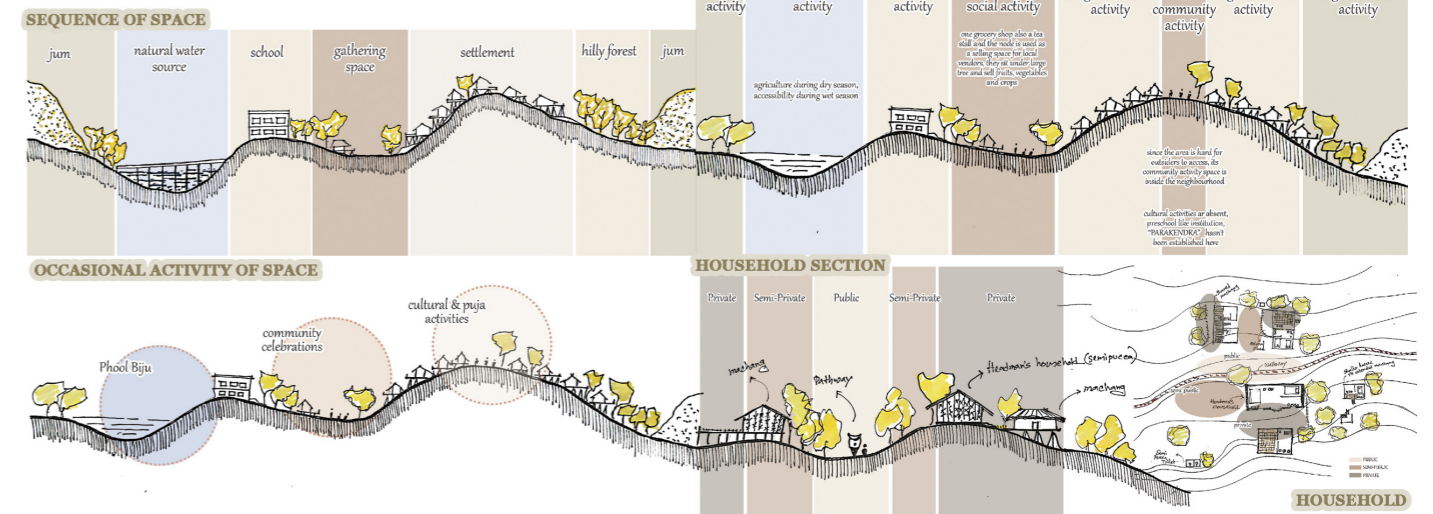 SEQUENCE OF SPACE
jum
natural water
source
school
gathering
space
settlement
hilly forest
jum
activity
activity
activity
social activity
activity
community
activity
activity
activity
one grocery shop also a tea
stall and the node is used as
a selling space for local
vendors, they sit under large
tree and sell fruits, vegetables
and crops
agriculture during dry season,
accessibility during wet season
since the area is hard for
outsiders to access, its
community activity space is
inside the neighbourhood
cultural activities ar absent,
preschool like institution,
"PARAKENDRA" hasn't
been established here
OCCASIONAL ACTIVITY OF SPACE
Phool Biju
community
celebrations
cultural & puja
activities
HOUSEHOLD SECTION
Private
Semi-Private
Public
Semi-Private
Private
machang
Pathway
Headman's household (semipucca)
machang
public
pathway
private
PUBLIC
SEMI-PUBLIC
PRIVATE
HOUSEHOLD